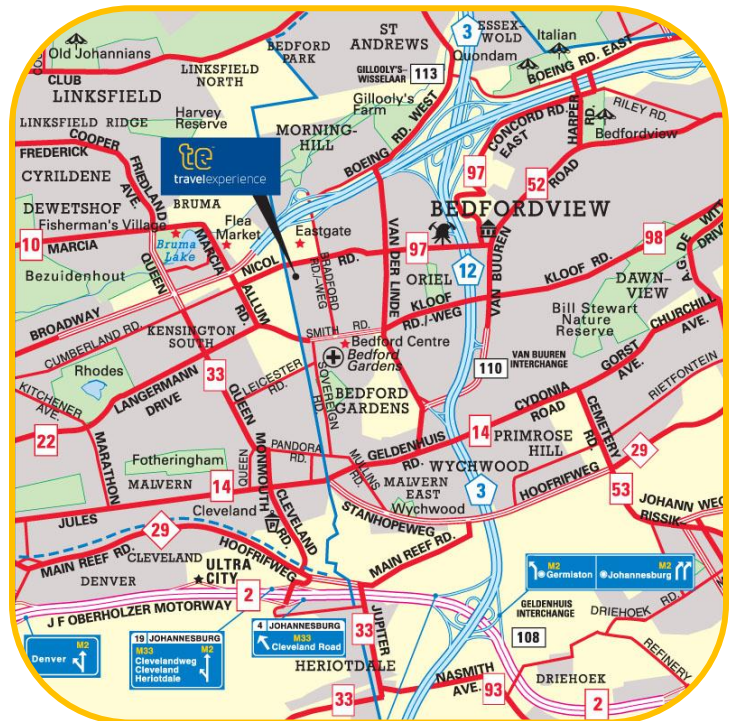 ST
ANDREWS
3
ESSEX-
WOLD
Italian
Quondam
Old Johannians
BEDFORD
PARK
CLUB
LINKSFIELD
LINKSFIELD
NORTH
GILLOOLY'S-
WISSELAAR
113
BOEING RD. EAST
Gillooly's
Farm
BOEING RD. WEST
CONCORD RD.
EAST
HARPER
RD.
RILEY RD.
Bedfordview
LINKSFIELD RIDGE
Harvey
Reserve
MORNING-
HILL
COOPER
FREDERICK
CYRILDENE
FRIEDLAND
AVE.
te
travelexperience
97
52
ROAD
DEWETSHOF
Fisherman's Village
BRUMA
BEDFORDVIEW
10
MARCIA
Bruma
Lake
MARCIA
Flea
Market
Eastgate
97
98
DE WITT
DRIVE
A.G.
QUEEN
NICOL
RD.
BRADFORD
RD./-WEG
VAN DER LINDE
ORIEL
12
VAN BUUREN
KLOOF RD.
DAWN-
VIEW
Bezuidenhout
ALLUM
RD.
KLOOF
RD./-WEG
Bill Stewart
Nature
Reserve
CHURCHILL
AVE.
BROADWAY
CUMBERLAND RD.
KENSINGTON
SOUTH
SMITH
RD.
Bedford Centre
Bedford
Gardens
110
VAN BUUREN
INTERCHANGE
GORST
AVE.
RIETFONTEIN
Rhodes
33
LEICESTER
RD.
SOVEREIGN
RD.
BEDFORD
GARDENS
CYDONIA
ROAD
KITCHENER
AVE.
LANGERMANN
DRIVE
QUEEN
22
MARATHON
Fotheringham
MALVERN
QUEEN
MONMOUTH
PANDORA
RD.
MULLINS
RD.
GELDENHUIS
RD.
14
PRIMROSE
HILL
CEMETERY
RD.
29
WYCHWOOD
HOOFRIFWEG
14
Cleveland
CLEVELAND
RD.
MALVERN
EAST
Wychwood
3
53
JOHANN WEG
RISSIK
JULES
29
STANHOPEWEG
MAIN REEF RD.
CLEVELAND
HOOFRIFWEG
MAIN REEF RD.
DENVER
ULTRA
CITY
M2
Germiston
M2
Johannesburg
J F OBERHOLZER MOTORWAY
2
GELDENHUIS
INTERCHANGE
DRIEHOEK
RD.
M2
Denver
19 JOHANNESBURG
M33
M2
Clevelandweg
Cleveland
Heriotdale
4 JOHANNESBURG
M33
Cleveland Road
33
JUPITER
108
REFINERY
HERIOTDALE
NASMITH
AVE.
93
DRIEHOEK
33
2